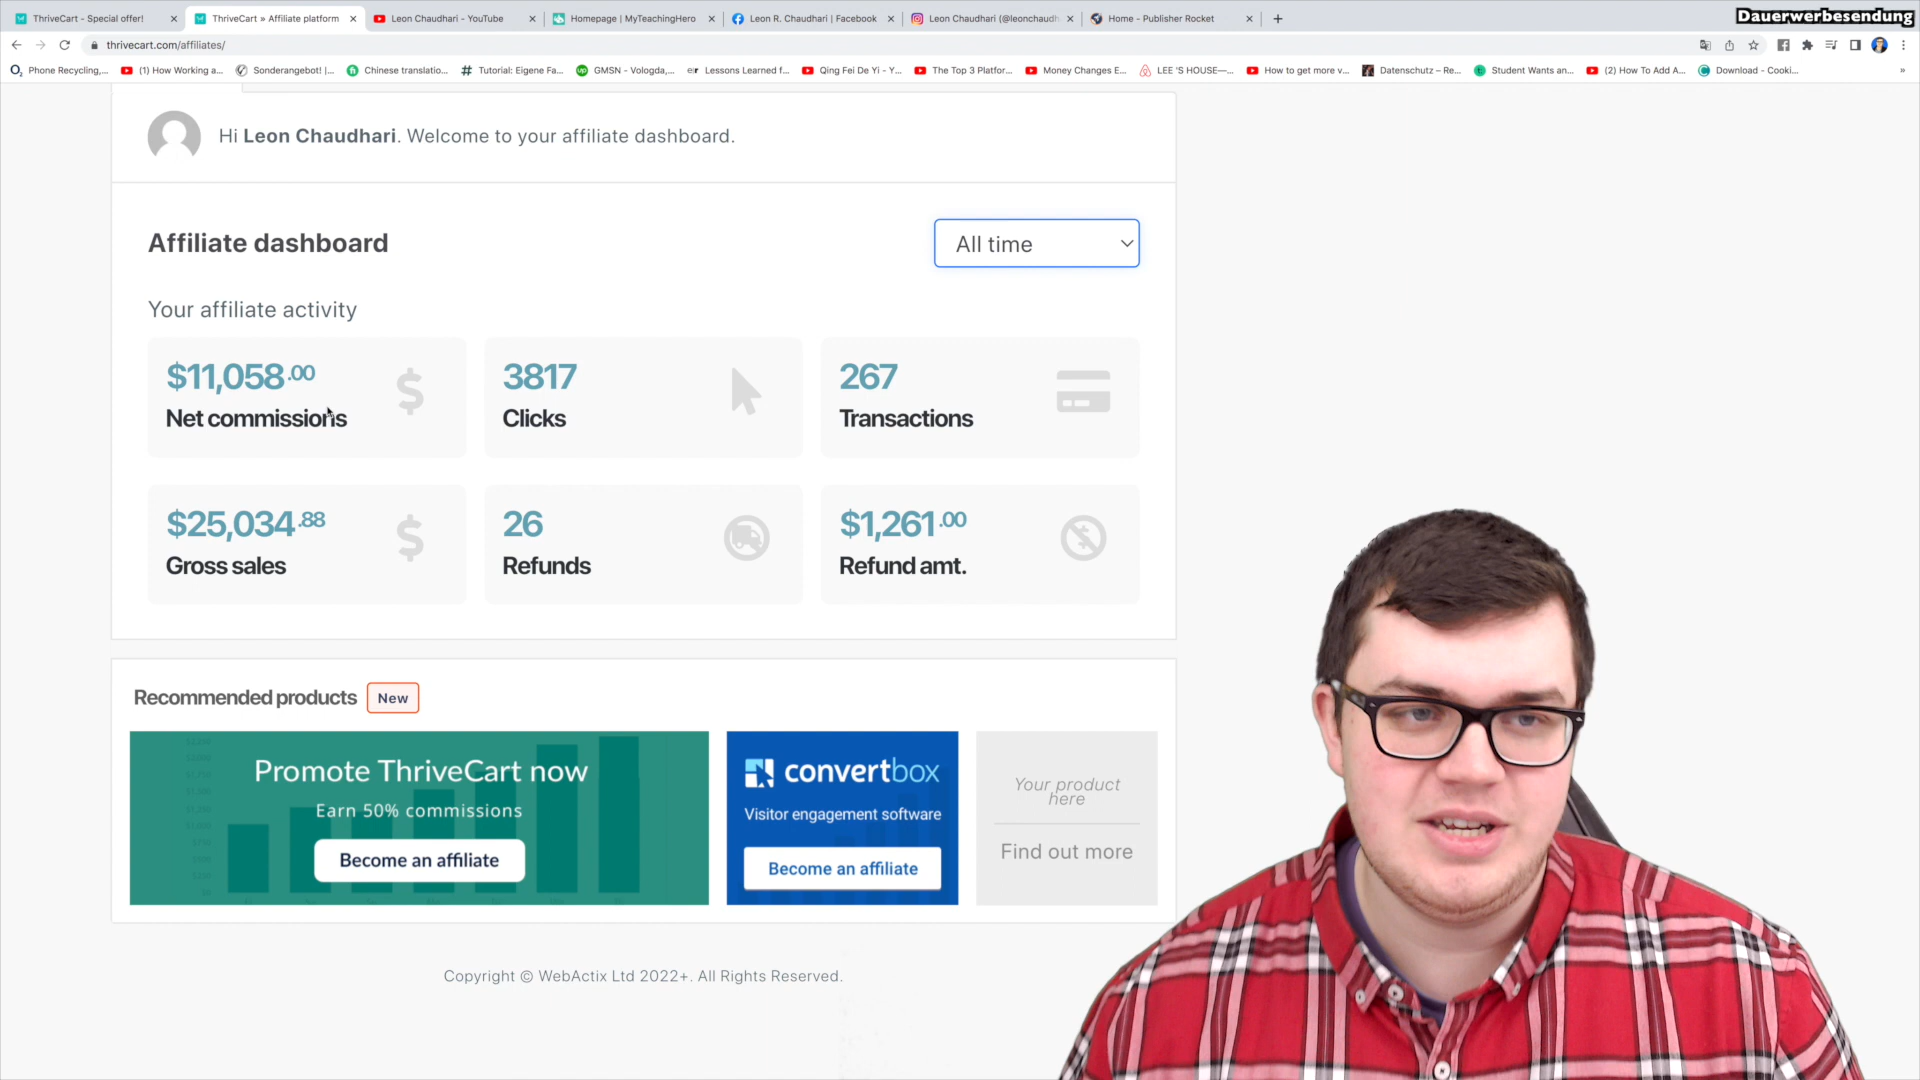 Dauerwerbesendung
ThriveCart - Special offer!
ThriveCart » Affiliate platform
Leon Chaudhari - YouTube
Homepage | MyTeachingHero
Leon R. Chaudhari | Facebook
Leon Chaudhari (@leonchaudh
Home - Publisher Rocket
thrivecart.com/affiliates/
Phone Recycling,...
(1) How Working a...
Sonderangebot! |...
Chinese translatio...
Tutorial: Eigene Fa...
GMSN - Vologda,...
Lessons Learned f...
Qing Fei De Yi - Y...
The Top 3 Platfor...
Money Changes E...
LEE 'S HOUSE—...
How to get more v...
Datenschutz – Re...
Student Wants an...
(2) How To Add A...
Download - Cooki...
Hi Leon Chaudhari. Welcome to your affiliate dashboard.
Affiliate dashboard
All time
Your affiliate activity
$11,058.00
Net commissions
3817
Clicks
267
Transactions
$25,034.88
Gross sales
26
Refunds
$1,261.00
Refund amt.
Recommended products
New
Promote ThriveCart now
Earn 50% commissions
Become an affiliate
convertbox
Visitor engagement software
Become an affiliate
Your product
here
Find out more
Copyright © WebActix Ltd 2022+. All Rights Reserved.